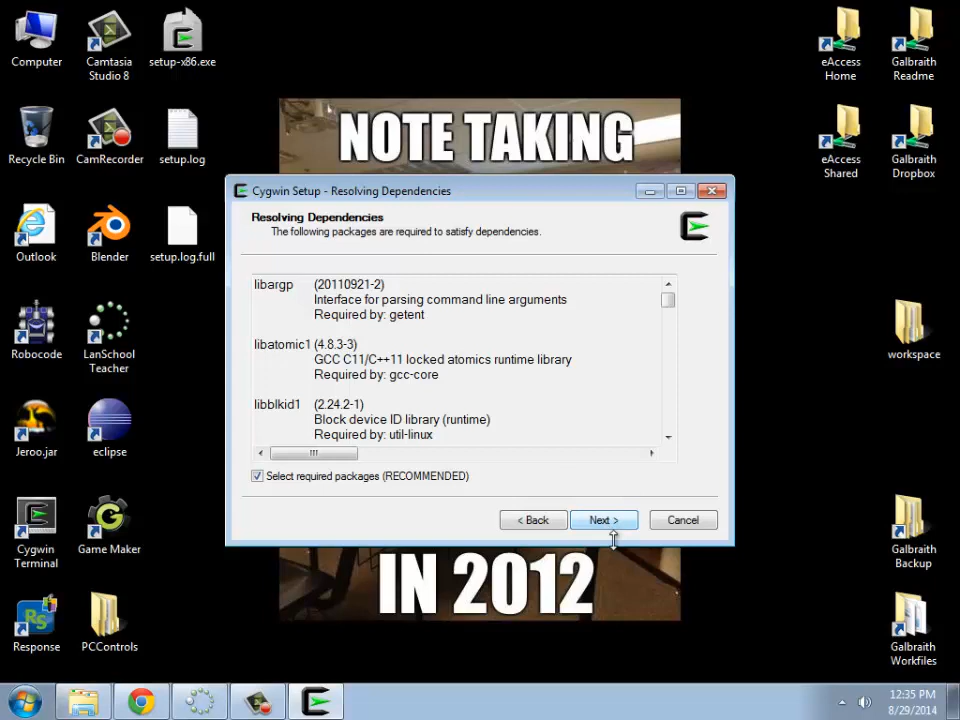 Computer
Camtasia
Studio 8
setup-x86.exe
eAccess
Home
Galbraith
Readme
NOTE TAKING
Recycle Bin
CamRecorder
setup.log
eAccess
Shared
Galbraith
Dropbox
Cygwin Setup - Resolving Dependencies
Resolving Dependencies
The following packages are required to satisfy dependencies.
Outlook
Blender
setup.log.full
libargp (20110921-2)
Interface for parsing command line arguments
Required by: getent
libatomic1 (4.8.3-3)
GCC C11/C++11 locked atomics runtime library
Required by: gcc-core
libblkid1 (2.24.2-1)
Block device ID library (runtime)
Required by: util-linux
Robocode
LanSchool
Teacher
workspace
Jeroo.jar
eclipse
Select required packages (RECOMMENDED)
< Back
Next >
Cancel
Cygwin
Terminal
Game Maker
Galbraith
Backup
IN 2012
Rs
Response
PCControls
Galbraith
Workfiles
12:35 PM
8/29/2014